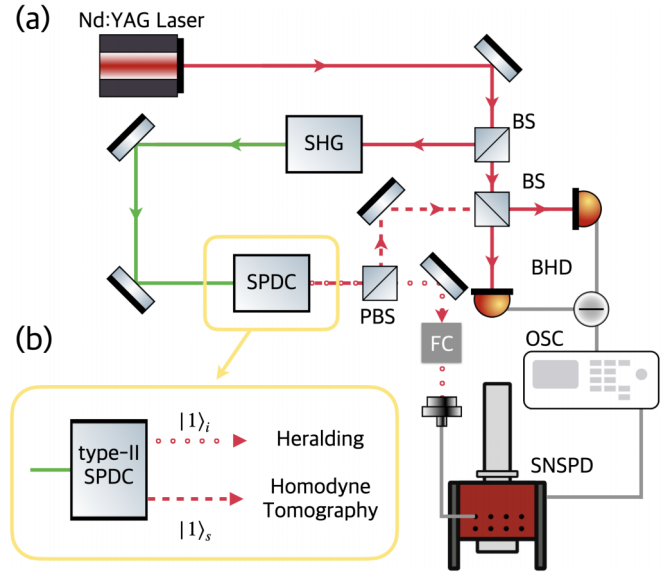 (a)
Nd:YAG Laser
BS
SHG
BS
BHD
SPDC
PBS
FC
OSC
SNSPD
(b)
type-II
SPDC
|1⟩ᵢ
Heralding
Homodyne
Tomography
|1⟩ₛ